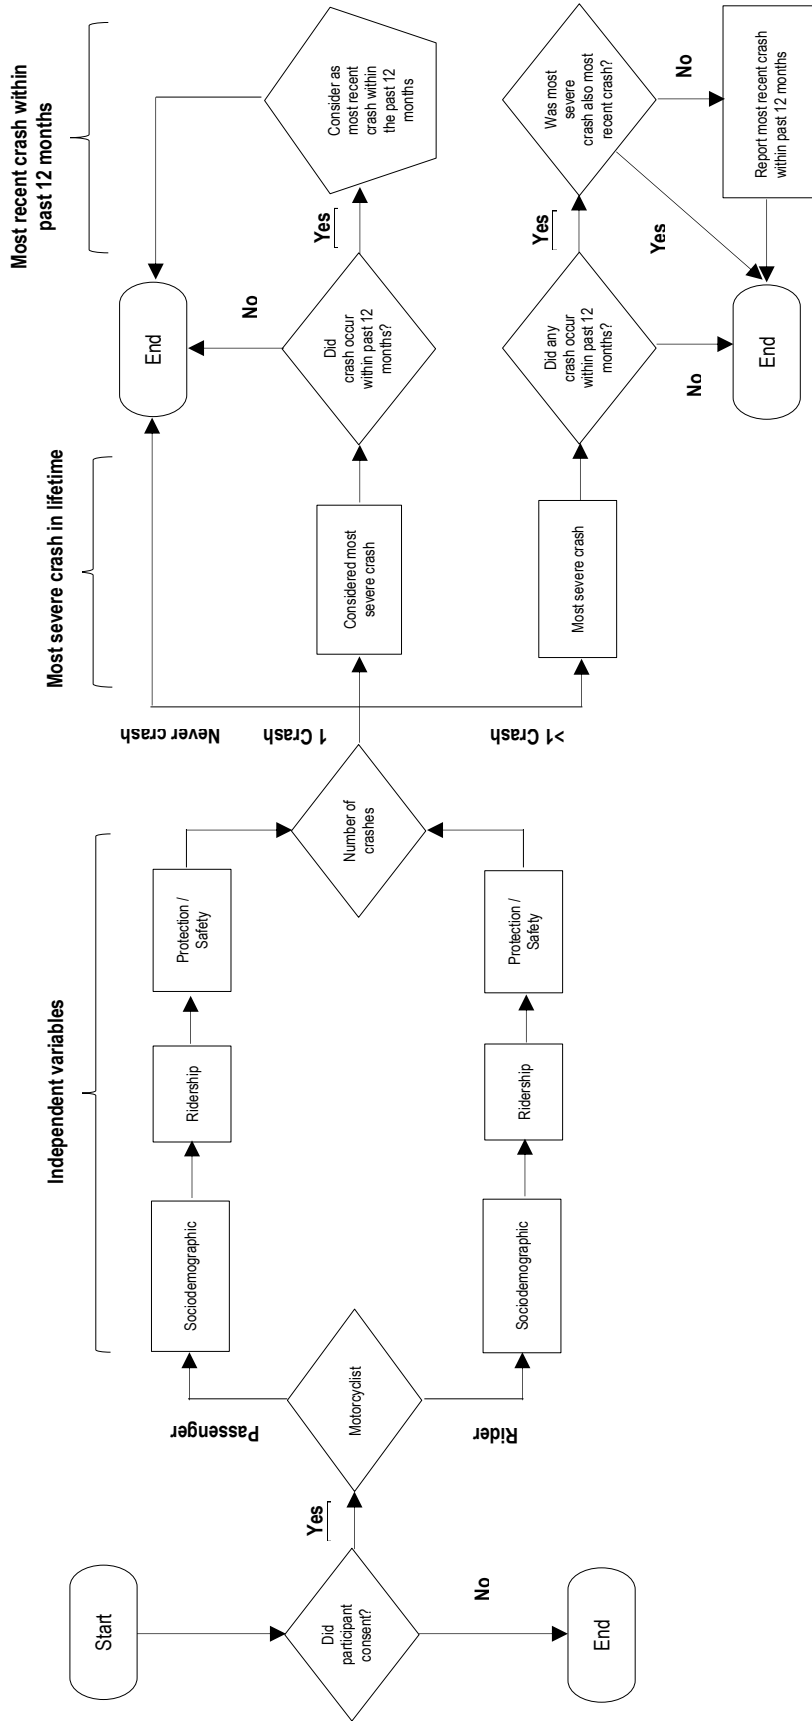 Independent variables
Most severe crash in lifetime
Most recent crash within
past 12 months
Start
Did
participant
consent?
Yes
No
End
Motorcyclist
Passenger
Rider
Sociodemographic
Ridership
Protection /
Safety
Sociodemographic
Ridership
Protection /
Safety
Number of
crashes
Never crash
1 Crash
>1 Crash
End
Considered most
severe crash
Did
crash occur
within past 12
months?
No
Yes
Consider as
most recent
crash within
the past 12
months
Most severe crash
Did any
crash occur
within past 12
months?
Yes
No
Was most
severe
crash also most
recent crash?
Yes
No
End
Report most recent crash
within past 12 months